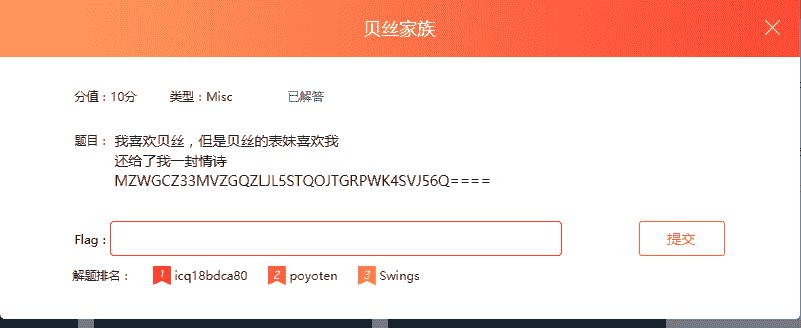 贝丝家族
分值：10分 类型：Misc 已解答
题目： 我喜欢贝丝，但是贝丝的表妹喜欢我
还给了我一封情诗
MZWGCZ33MVZGQZLJL5STQOJTGRPWK4SVJ56Q====
Flag： 提交
解题排名： 1 icq18bdca80 2 poyoten 3 Swings